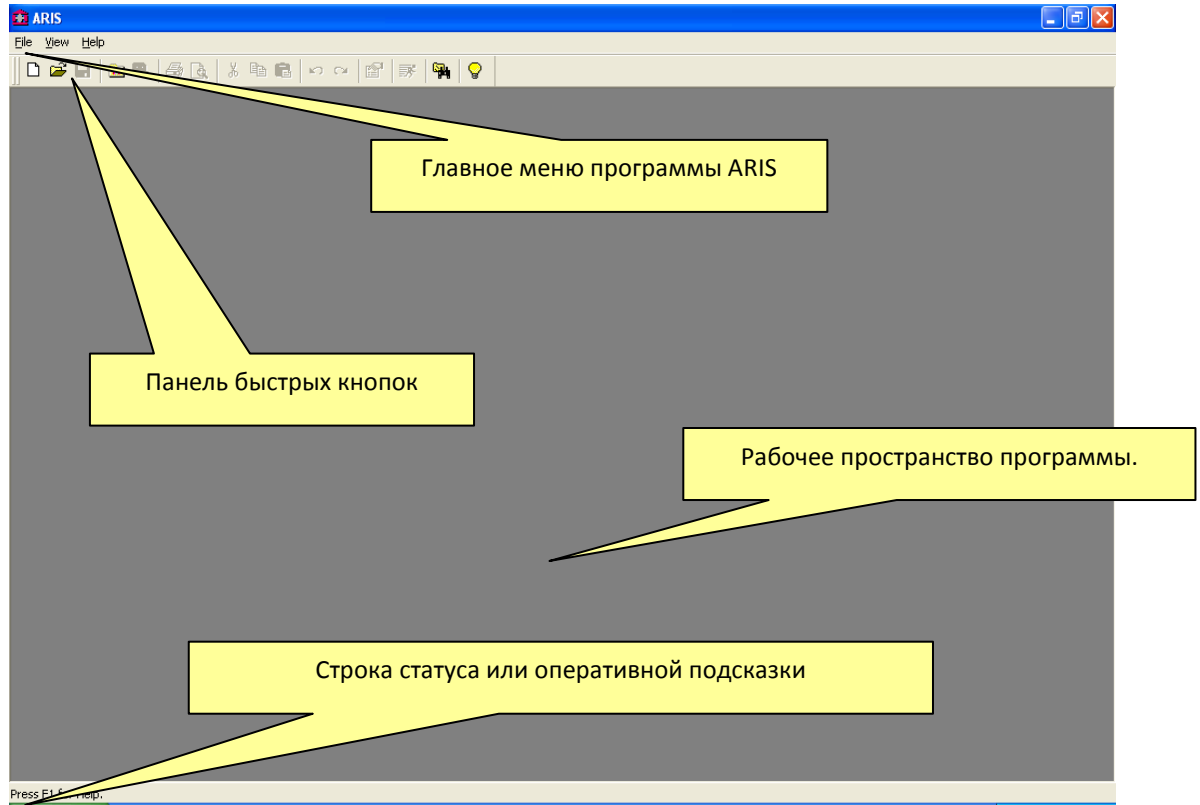 ARIS
File View Help
Главное меню программы ARIS
Панель быстрых кнопок
Рабочее пространство программы.
Строка статуса или оперативной подсказки
Press F1 for Help.